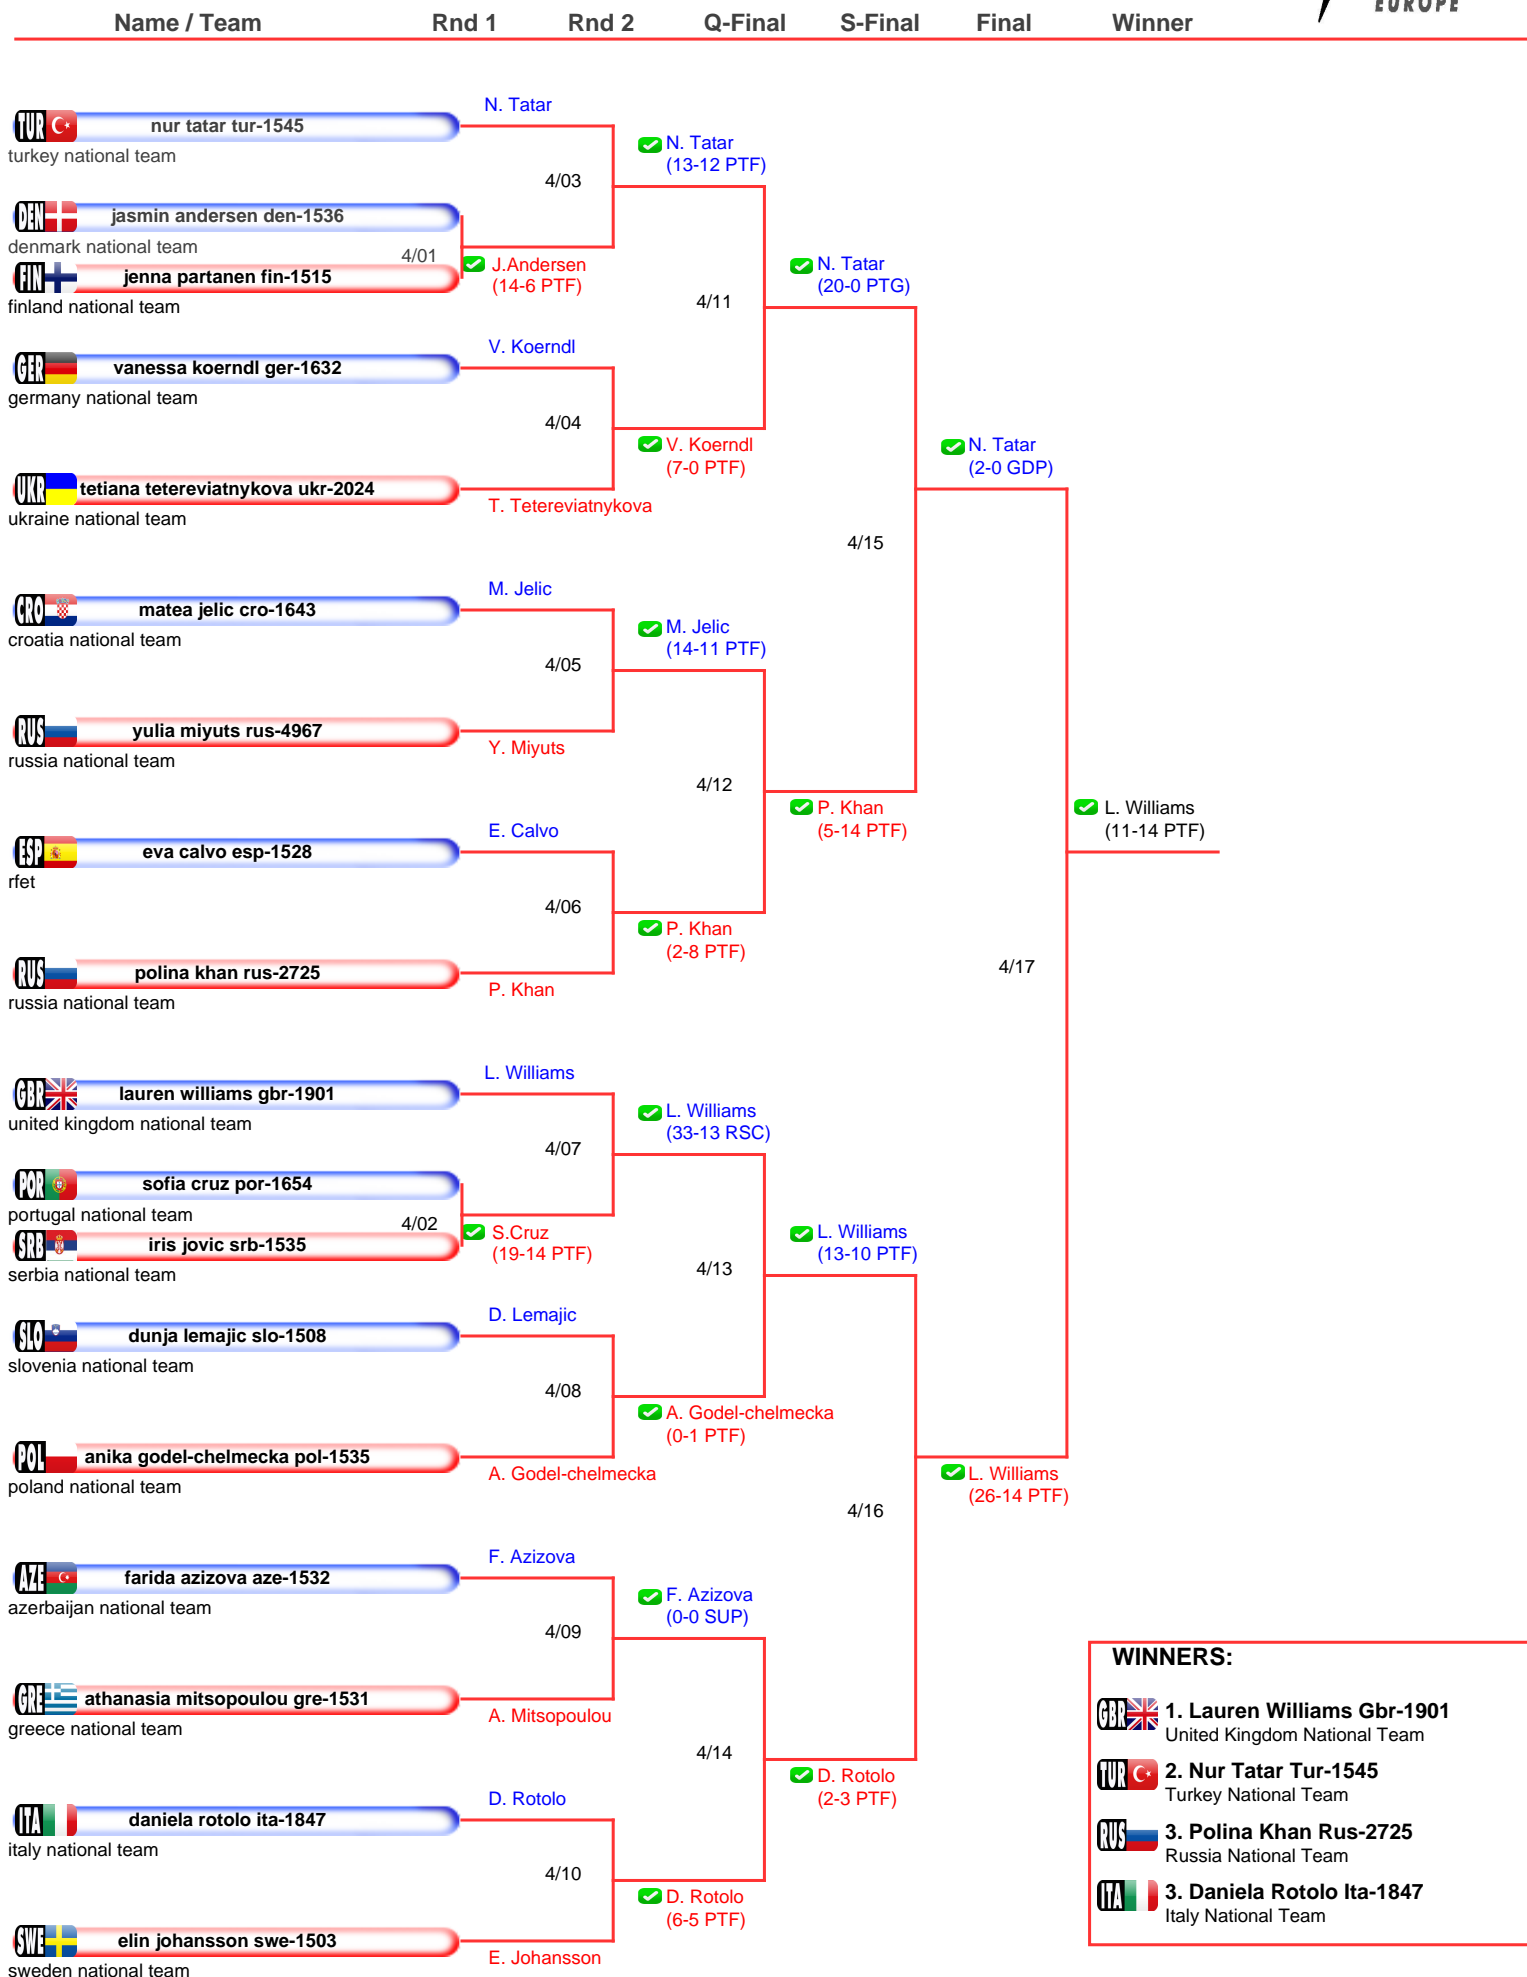 EUROPE
Name / Team Rnd 1 Rnd 2 Q-Final S-Final Final Winner
N. Tatar
TUR nur tatar tur-1545
turkey national team
N. Tatar
(13-12 PTF)
4/03
DEN jasmin andersen den-1536
denmark national team
4/01
J.Andersen
(14-6 PTF)
FIN jenna partanen fin-1515
finland national team
N. Tatar
(20-0 PTG)
4/11
V. Koerndl
GER vanessa koerndl ger-1632
germany national team
4/04
V. Koerndl
(7-0 PTF)
N. Tatar
(2-0 GDP)
UKR tetiana tetereviatnykova ukr-2024
ukraine national team
T. Tetereviatnykova
4/15
M. Jelic
CRO matea jelic cro-1643
croatia national team
M. Jelic
(14-11 PTF)
4/05
RUS yulia miyuts rus-4967
russia national team
Y. Miyuts
4/12
P. Khan
(5-14 PTF)
L. Williams
(11-14 PTF)
E. Calvo
ESP eva calvo esp-1528
rfet
4/06
P. Khan
(2-8 PTF)
4/17
RUS polina khan rus-2725
russia national team
P. Khan
L. Williams
GBR lauren williams gbr-1901
united kingdom national team
L. Williams
(33-13 RSC)
4/07
POR sofia cruz por-1654
portugal national team
4/02
S.Cruz
(19-14 PTF)
SRB iris jovic srb-1535
serbia national team
L. Williams
(13-10 PTF)
4/13
D. Lemajic
SLO dunja lemajic slo-1508
slovenia national team
4/08
A. Godel-chelmecka
(0-1 PTF)
POL anika godel-chelmecka pol-1535
poland national team
A. Godel-chelmecka
L. Williams
(26-14 PTF)
4/16
F. Azizova
AZE farida azizova aze-1532
azerbaijan national team
F. Azizova
(0-0 SUP)
4/09
GRE athanasia mitsopoulou gre-1531
greece national team
A. Mitsopoulou
4/14
D. Rotolo
(2-3 PTF)
D. Rotolo
ITA daniela rotolo ita-1847
italy national team
4/10
D. Rotolo
(6-5 PTF)
SWE elin johansson swe-1503
sweden national team
E. Johansson
WINNERS:
GBR 1. Lauren Williams Gbr-1901
United Kingdom National Team
TUR 2. Nur Tatar Tur-1545
Turkey National Team
RUS 3. Polina Khan Rus-2725
Russia National Team
ITA 3. Daniela Rotolo Ita-1847
Italy National Team